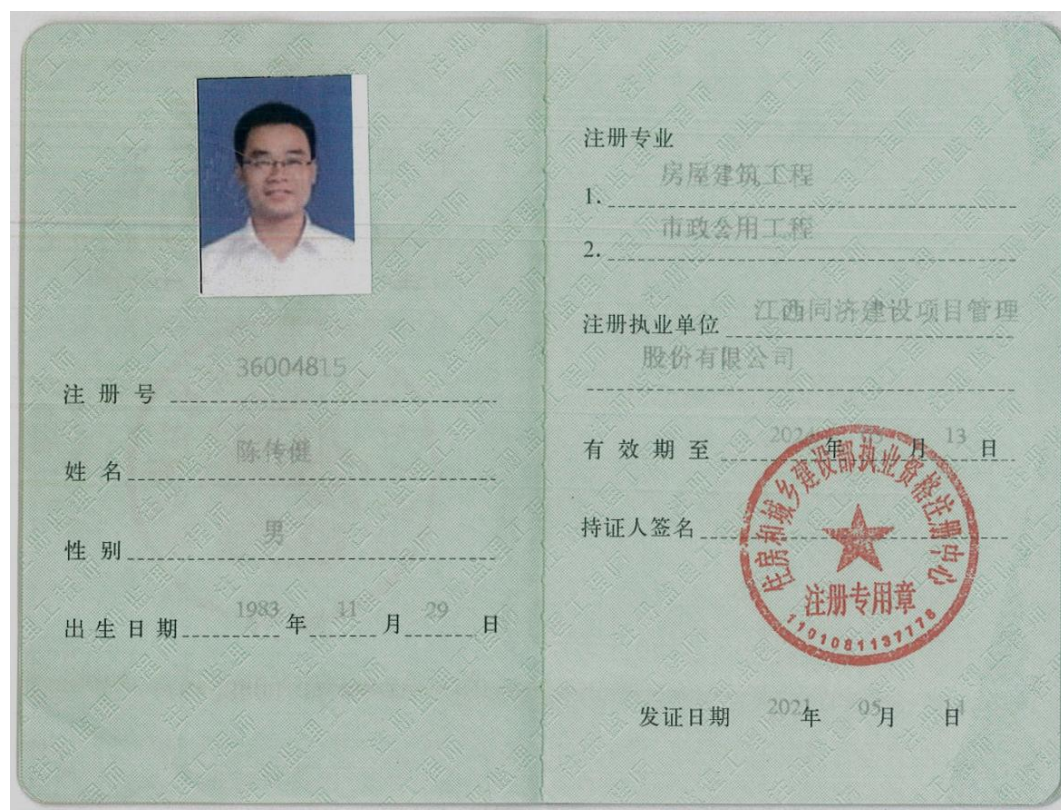 注册号 36004815
姓名 陈传健
性别 男
出生日期 1983 年 11 月 29 日
注册专业
1. 房屋建筑工程
2. 市政公用工程
注册执业单位 江西同济建设项目管理
股份有限公司
有效期至 2024 年 05 月 13 日
持证人签名
住房和城乡建设部执业资格注册中心
注册专用章
1101081137778
发证日期 2021 年 05 月 14 日